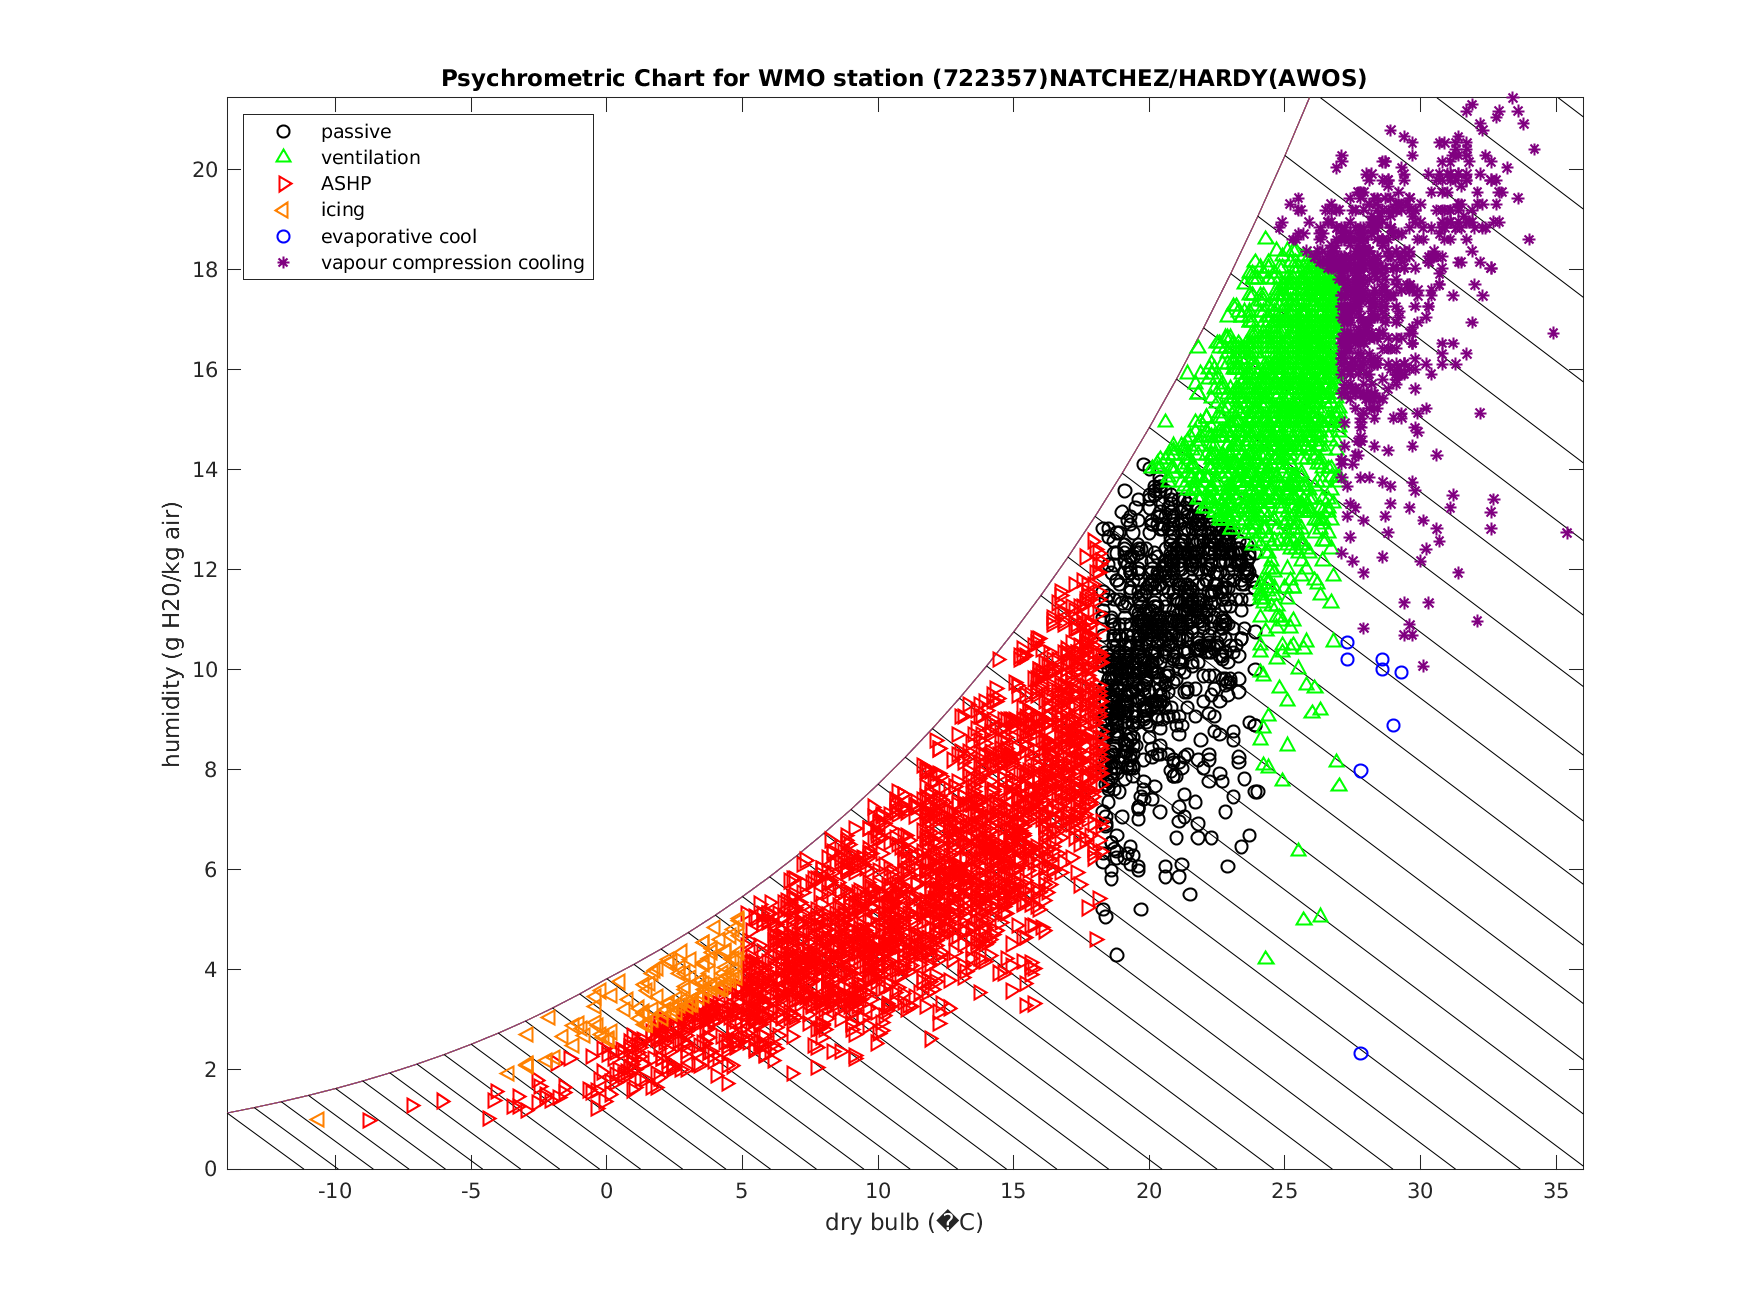 Psychrometric Chart for WMO station (722357)NATCHEZ/HARDY(AWOS)
passive
ventilation
ASHP
icing
evaporative cool
vapour compression cooling
humidity (g H20/kg air)
20
18
16
14
12
10
8
6
4
2
0
-10 -5 0 5 10 15 20 25 30 35
dry bulb (�C)